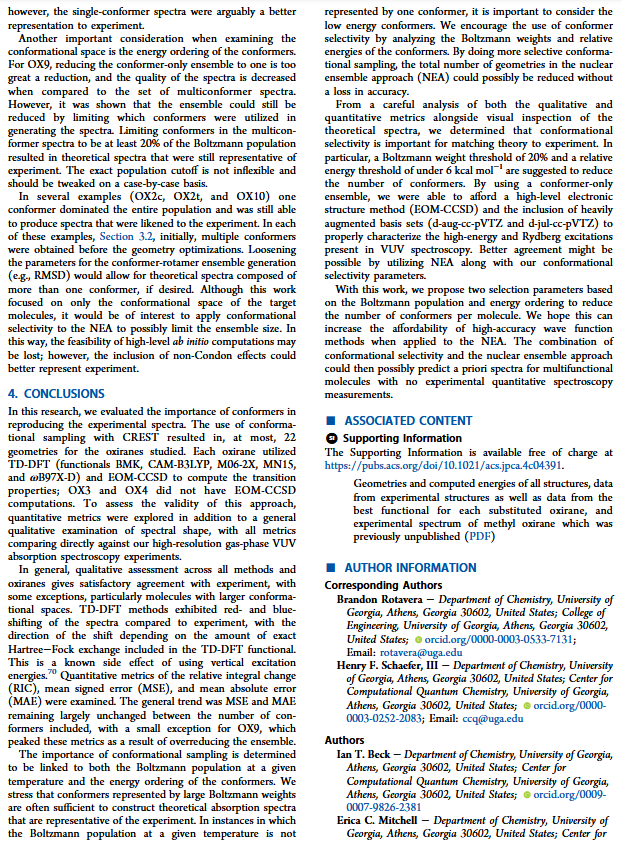 however, the single-conformer spectra were arguably a better
representation to experiment.
Another important consideration when examining the
conformational space is the energy ordering of the conformers.
For OX9, reducing the conformer-only ensemble to one is too
great a reduction, and the quality of the spectra is decreased
when compared to the set of multiconformer spectra.
However, it was shown that the ensemble could still be
reduced by limiting which conformers were utilized in
generating the spectra. Limiting conformers in the multicon-
former spectra to be at least 20% of the Boltzmann population
resulted in theoretical spectra that were still representative of
experiment. The exact population cutoff is not inflexible and
should be tweaked on a case-by-case basis.
In several examples (OX2c, OX2t, and OX10) one
conformer dominated the entire population and was still able
to produce spectra that were likened to the experiment. In each
of these examples, Section 3.2, initially, multiple conformers
were obtained before the geometry optimizations. Loosening
the parameters for the conformer-rotamer ensemble generation
(e.g., RMSD) would allow for theoretical spectra composed of
more than one conformer, if desired. Although this work
focused on only the conformational space of the target
molecules, it would be of interest to apply conformational
selectivity to the NEA to possibly limit the ensemble size. In
this way, the feasibility of high-level ab initio computations may
be lost; however, the inclusion of non-Condon effects could
better represent experiment.
4. CONCLUSIONS
In this research, we evaluated the importance of conformers in
reproducing the experimental spectra. The use of conforma-
tional sampling with CREST resulted in, at most, 22
geometries for the oxiranes studied. Each oxirane utilized
TD-DFT (functionals BMK, CAM-B3LYP, M06-2X, MN15,
and ωB97X-D) and EOM-CCSD to compute the transition
properties; OX3 and OX4 did not have EOM-CCSD
computations. To assess the validity of this approach,
quantitative metrics were explored in addition to a general
qualitative examination of spectral shape, with all metrics
comparing directly against our high-resolution gas-phase VUV
absorption spectroscopy experiments.
In general, qualitative assessment across all methods and
oxiranes gives satisfactory agreement with experiment, with
some exceptions, particularly molecules with larger conforma-
tional spaces. TD-DFT methods exhibited red- and blue-
shifting of the spectra compared to experiment, with the
direction of the shift depending on the amount of exact
Hartree−Fock exchange included in the TD-DFT functional.
This is a known side effect of using vertical excitation
energies.70 Quantitative metrics of the relative integral change
(RIC), mean signed error (MSE), and mean absolute error
(MAE) were examined. The general trend was MSE and MAE
remaining largely unchanged between the number of con-
formers included, with a small exception for OX9, which
peaked these metrics as a result of overreducing the ensemble.
The importance of conformational sampling is determined
to be linked to both the Boltzmann population at a given
temperature and the energy ordering of the conformers. We
stress that conformers represented by large Boltzmann weights
are often sufficient to construct theoretical absorption spectra
that are representative of the experiment. In instances in which
the Boltzmann population at a given temperature is not
represented by one conformer, it is important to consider the
low energy conformers. We encourage the use of conformer
selectivity by analyzing the Boltzmann weights and relative
energies of the conformers. By doing more selective conforma-
tional sampling, the total number of geometries in the nuclear
ensemble approach (NEA) could possibly be reduced without
a loss in accuracy.
From a careful analysis of both the qualitative and
quantitative metrics alongside visual inspection of the
theoretical spectra, we determined that conformational
selectivity is important for matching theory to experiment. In
particular, a Boltzmann weight threshold of 20% and a relative
energy threshold of under 6 kcal mol−1 are suggested to reduce
the number of conformers. By using a conformer-only
ensemble, we were able to afford a high-level electronic
structure method (EOM-CCSD) and the inclusion of heavily
augmented basis sets (d-aug-cc-pVTZ and d-jul-cc-pVTZ) to
properly characterize the high-energy and Rydberg excitations
present in VUV spectroscopy. Better agreement might be
possible by utilizing NEA along with our conformational
selectivity parameters.
With this work, we propose two selection parameters based
on the Boltzmann population and energy ordering to reduce
the number of conformers per molecule. We hope this can
increase the affordability of high-accuracy wave function
methods when applied to the NEA. The combination of
conformational selectivity and the nuclear ensemble approach
could then possibly predict a priori spectra for multifunctional
molecules with no experimental quantitative spectroscopy
measurements.
■ ASSOCIATED CONTENT
SI Supporting Information
The Supporting Information is available free of charge at
https://pubs.acs.org/doi/10.1021/acs.jpca.4c04391.
Geometries and computed energies of all structures, data
from experimental structures as well as data from the
best functional for each substituted oxirane, and
experimental spectrum of methyl oxirane which was
previously unpublished (PDF)
■ AUTHOR INFORMATION
Corresponding Authors
Brandon Rotavera − Department of Chemistry, University of
Georgia, Athens, Georgia 30602, United States; College of
Engineering, University of Georgia, Athens, Georgia 30602,
United States; orcid.org/0000-0003-0533-7131;
Email: rotavera@uga.edu
Henry F. Schaefer, III − Department of Chemistry, University
of Georgia, Athens, Georgia 30602, United States; Center for
Computational Quantum Chemistry, University of Georgia,
Athens, Georgia 30602, United States; orcid.org/0000-
0003-0252-2083; Email: ccq@uga.edu
Authors
Ian T. Beck − Department of Chemistry, University of Georgia,
Athens, Georgia 30602, United States; Center for
Computational Quantum Chemistry, University of Georgia,
Athens, Georgia 30602, United States; orcid.org/0009-
0007-9826-2381
Erica C. Mitchell − Department of Chemistry, University of
Georgia, Athens, Georgia 30602, United States; Center for